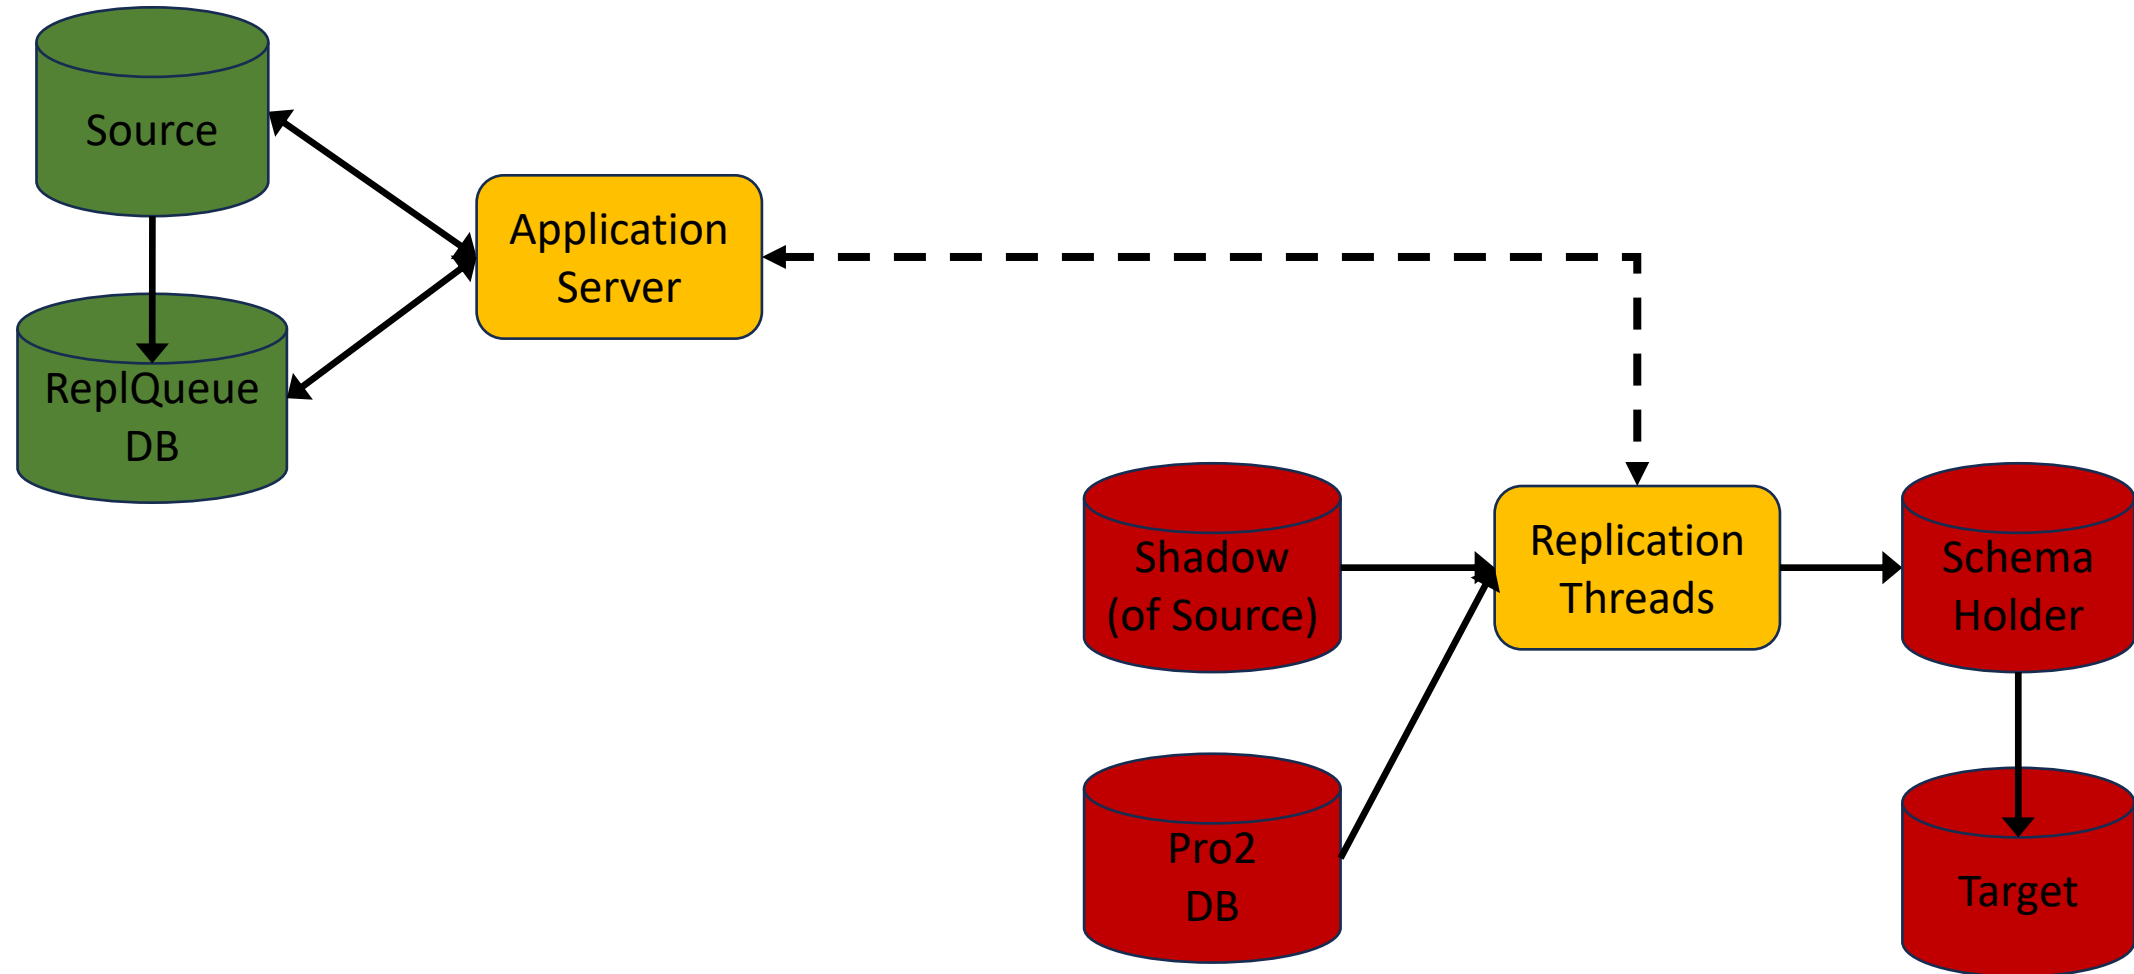 Source
Application
Server
ReplQueue
DB
Shadow
(of Source)
Replication
Threads
Schema
Holder
Pro2
DB
Target